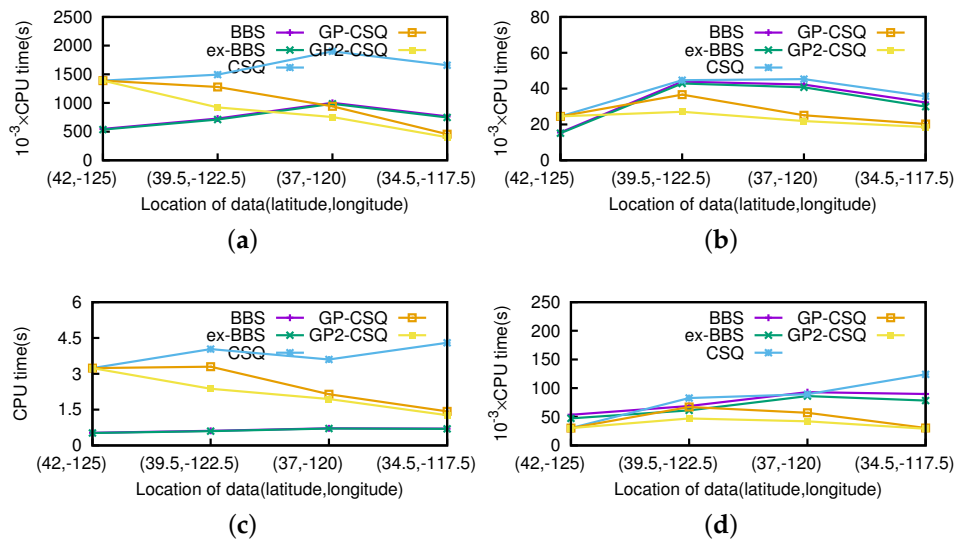 2500
2000
1500
1000
500
0
10⁻³×CPU time(s)
BBS
ex-BBS
CSQ
GP-CSQ
GP2-CSQ
(42,-125) (39.5,-122.5) (37,-120) (34.5,-117.5)
Location of data(latitude,longitude)
(a)
80
60
40
20
0
10⁻³×CPU time(s)
BBS
ex-BBS
CSQ
GP-CSQ
GP2-CSQ
(42,-125) (39.5,-122.5) (37,-120) (34.5,-117.5)
Location of data(latitude,longitude)
(b)
6
4.5
3
1.5
0
CPU time(s)
BBS
ex-BBS
CSQ
GP-CSQ
GP2-CSQ
(42,-125) (39.5,-122.5) (37,-120) (34.5,-117.5)
Location of data(latitude,longitude)
(c)
250
200
150
100
50
0
10⁻³×CPU time(s)
BBS
ex-BBS
CSQ
GP-CSQ
GP2-CSQ
(42,-125) (39.5,-122.5) (37,-120) (34.5,-117.5)
Location of data(latitude,longitude)
(d)